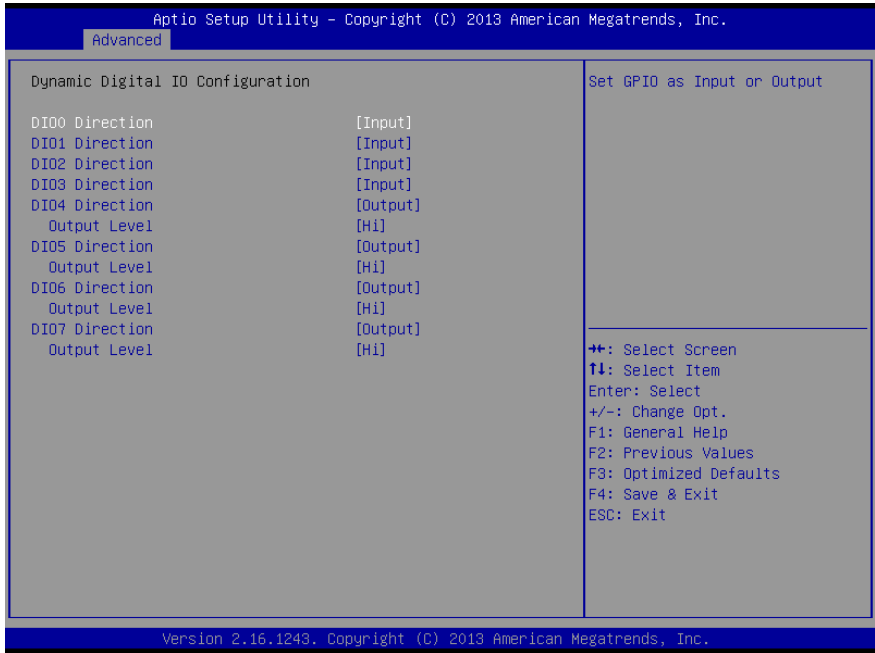 Aptio Setup Utility – Copyright (C) 2013 American Megatrends, Inc.
Advanced
Dynamic Digital IO Configuration
DIO0 Direction [Input]
DIO1 Direction [Input]
DIO2 Direction [Input]
DIO3 Direction [Input]
DIO4 Direction [Output]
Output Level [Hi]
DIO5 Direction [Output]
Output Level [Hi]
DIO6 Direction [Output]
Output Level [Hi]
DIO7 Direction [Output]
Output Level [Hi]
Set GPIO as Input or Output
→←: Select Screen
↑↓: Select Item
Enter: Select
+/-: Change Opt.
F1: General Help
F2: Previous Values
F3: Optimized Defaults
F4: Save & Exit
ESC: Exit
Version 2.16.1243. Copyright (C) 2013 American Megatrends, Inc.